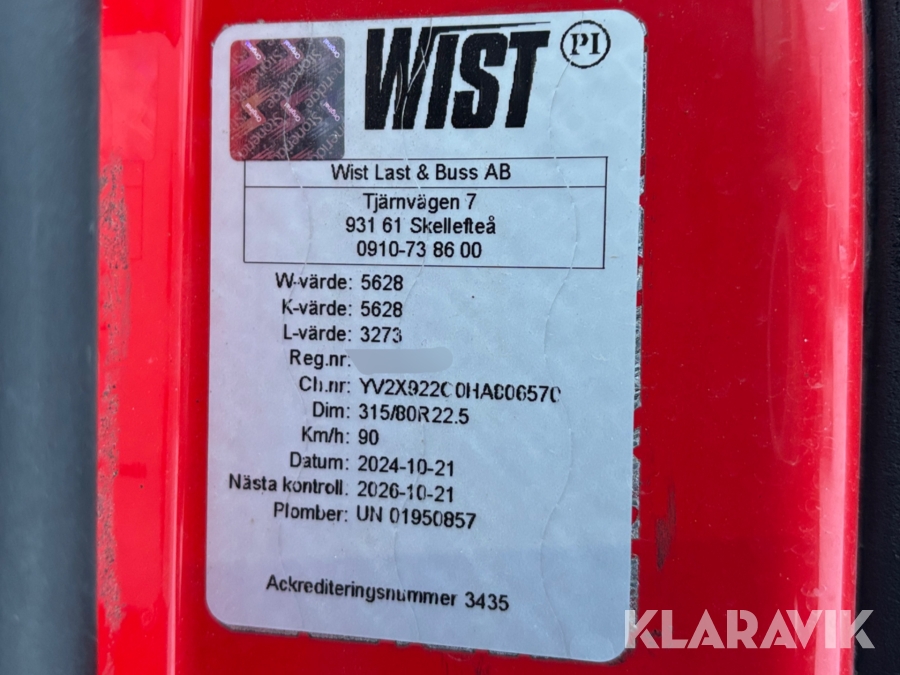 WIST
PI
Wist Last & Buss AB
Tjärnvägen 7
931 61 Skellefteå
0910-73 86 00
W-värde: 5628
K-värde: 5628
L-värde: 3273
Reg.nr:
Ch.nr:
Dim: 315/80R22.5
Km/h: 90
Datum: 2024-10-21
Nästa kontroll: 2026-10-21
Plomber: UN 01950857
Ackrediteringsnummer 3435
KLARAVIK